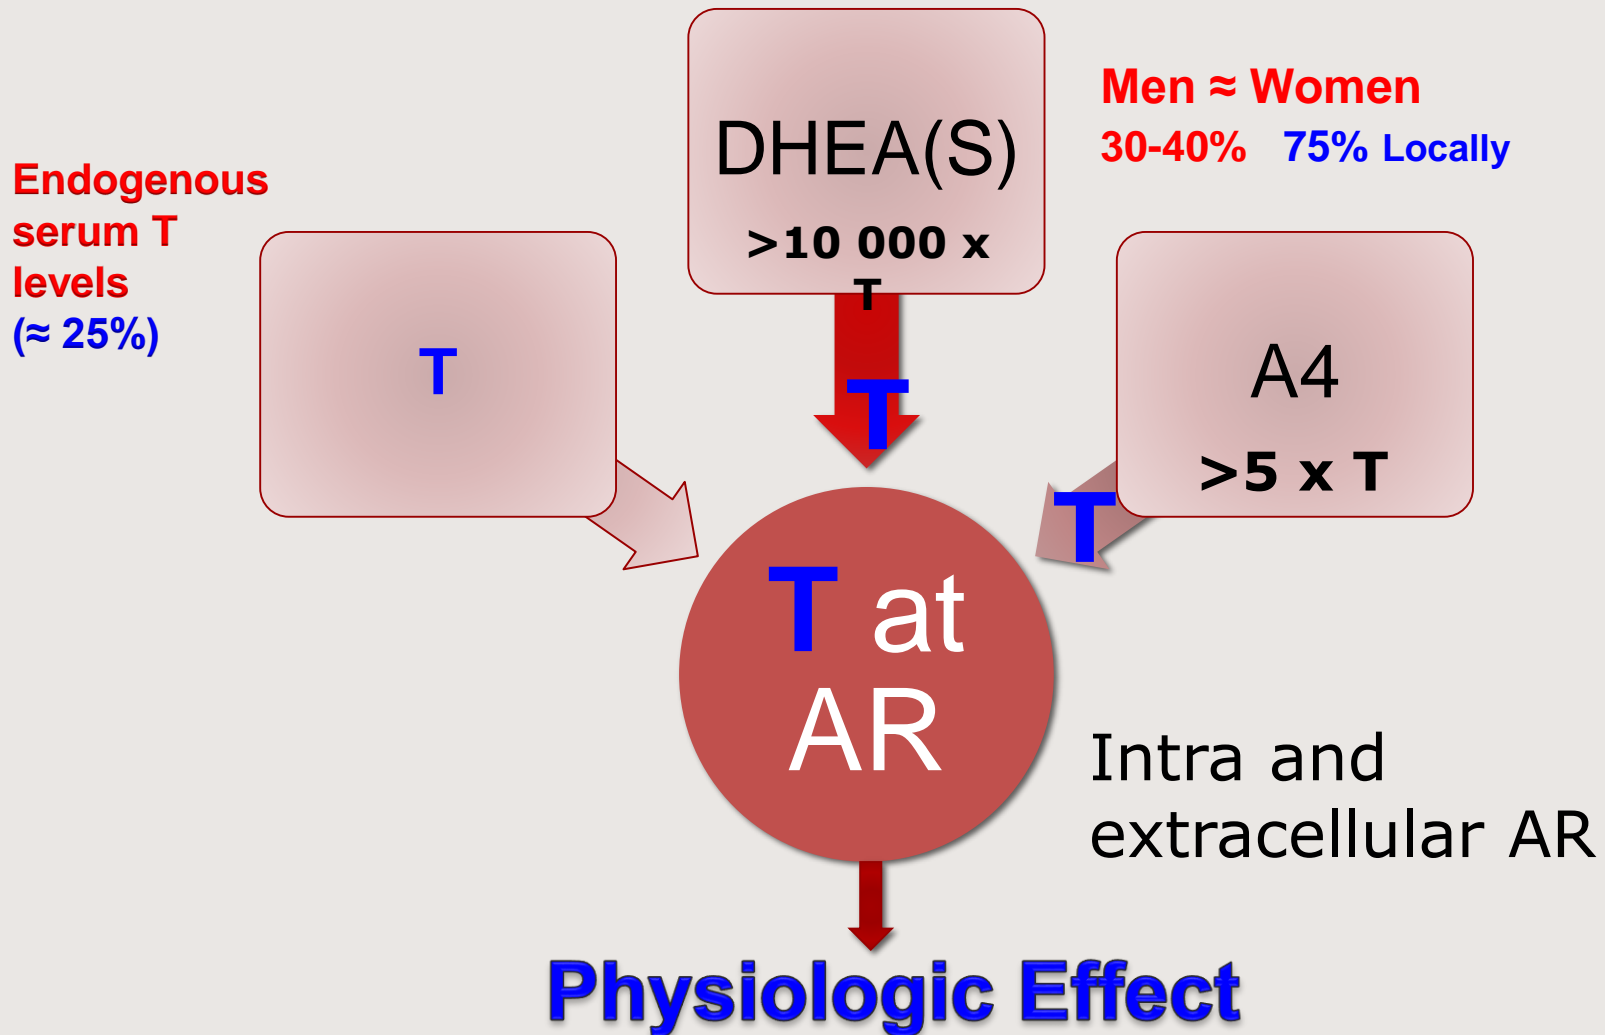 DHEA(S)
>10 000 x
T
Men ≈ Women
30-40% 75% Locally
Endogenous
serum T
levels
(≈ 25%)
T
T
A4
>5 x T
T
T at
AR
Intra and
extracellular AR
Physiologic Effect